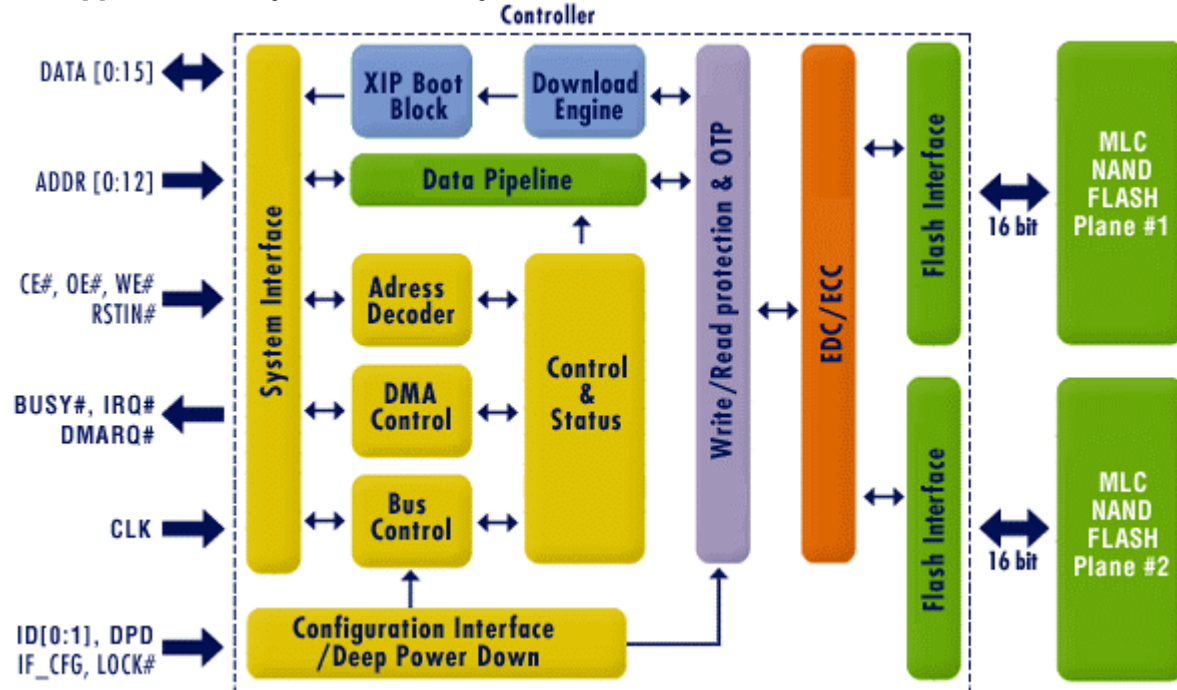 Controller
DATA [0:15]
ADDR [0:12]
CE#, OE#, WE#
RSTIN#
BUSY#, IRQ#
DMARQ#
CLK
ID[0:1], DPD
IF_CFG, LOCK#
System Interface
XIP Boot
Block
Download
Engine
Data Pipeline
Adress
Decoder
DMA
Control
Bus
Control
Control
&
Status
Configuration Interface
/Deep Power Down
Write/Read protection & OTP
EDC/ECC
Flash Interface
16 bit
MLC
NAND
FLASH
Plane #1
Flash Interface
16 bit
MLC
NAND
FLASH
Plane #2